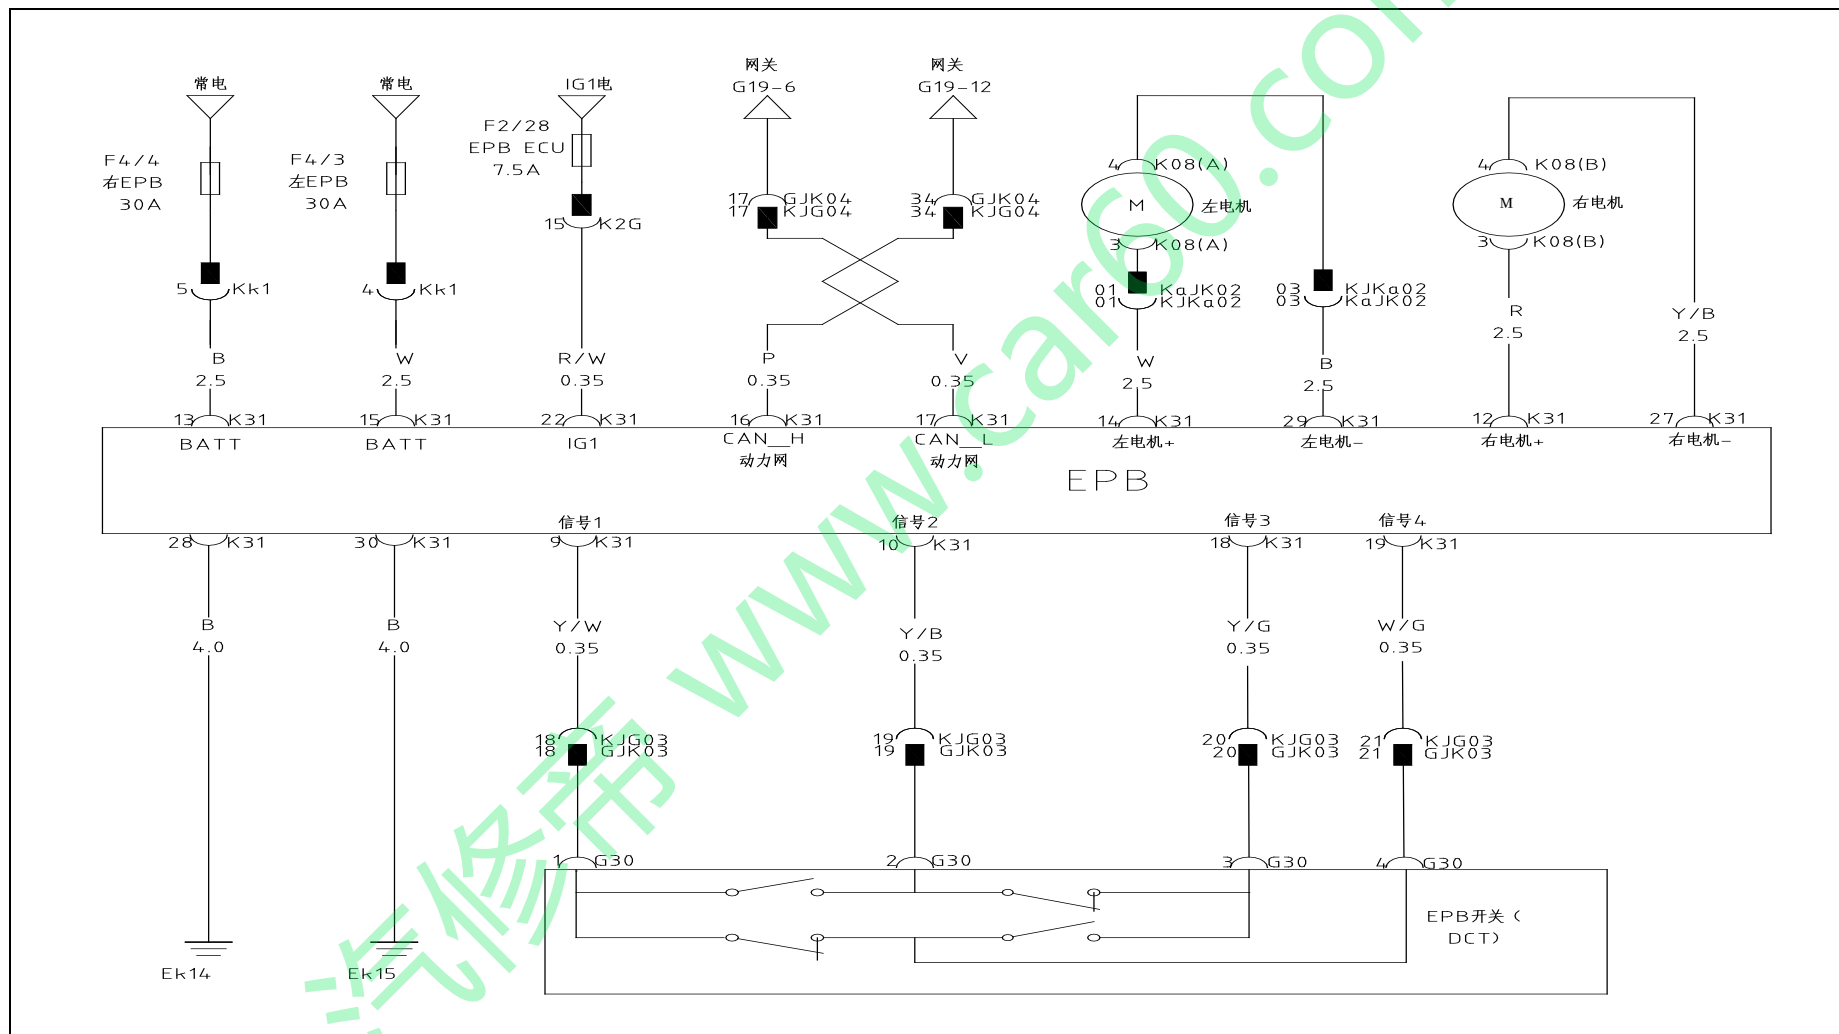 常电
常电
IG1电
网关
G19-6
网关
G19-12
F4/4
右EPB
30A
F4/3
左EPB
30A
F2/28
EPB ECU
7.5A
4 K08(A)
M 左电机
3 K08(A)
4 K08(B)
M 右电机
3 K08(B)
17 GJK04
17 KJG04
34 GJK04
34 KJG04
15 K2G
5 Kk1
4 Kk1
01 KaJK02
01 KJKa02
03 KJKa02
03 KaJK02
B
2.5
W
2.5
R/W
0.35
P
0.35
V
0.35
W
2.5
B
2.5
R
2.5
Y/B
2.5
13 K31
BATT
15 K31
BATT
22 K31
IG1
16 K31
CAN__H
动力网
17 K31
CAN__L
动力网
14 K31
左电机+
29 K31
左电机-
12 K31
右电机+
27 K31
右电机-
EPB
28 K31
30 K31
信号1
9 K31
信号2
10 K31
信号3
18 K31
信号4
19 K31
B
4.0
B
4.0
Y/W
0.35
Y/B
0.35
Y/G
0.35
W/G
0.35
18 KJG03
18 GJK03
19 KJG03
19 GJK03
20 KJG03
20 GJK03
21 KJG03
21 GJK03
1 G30
2 G30
3 G30
4 G30
EPB开关(
DCT)
Ek14
Ek15
汽修帝 www.car60.com